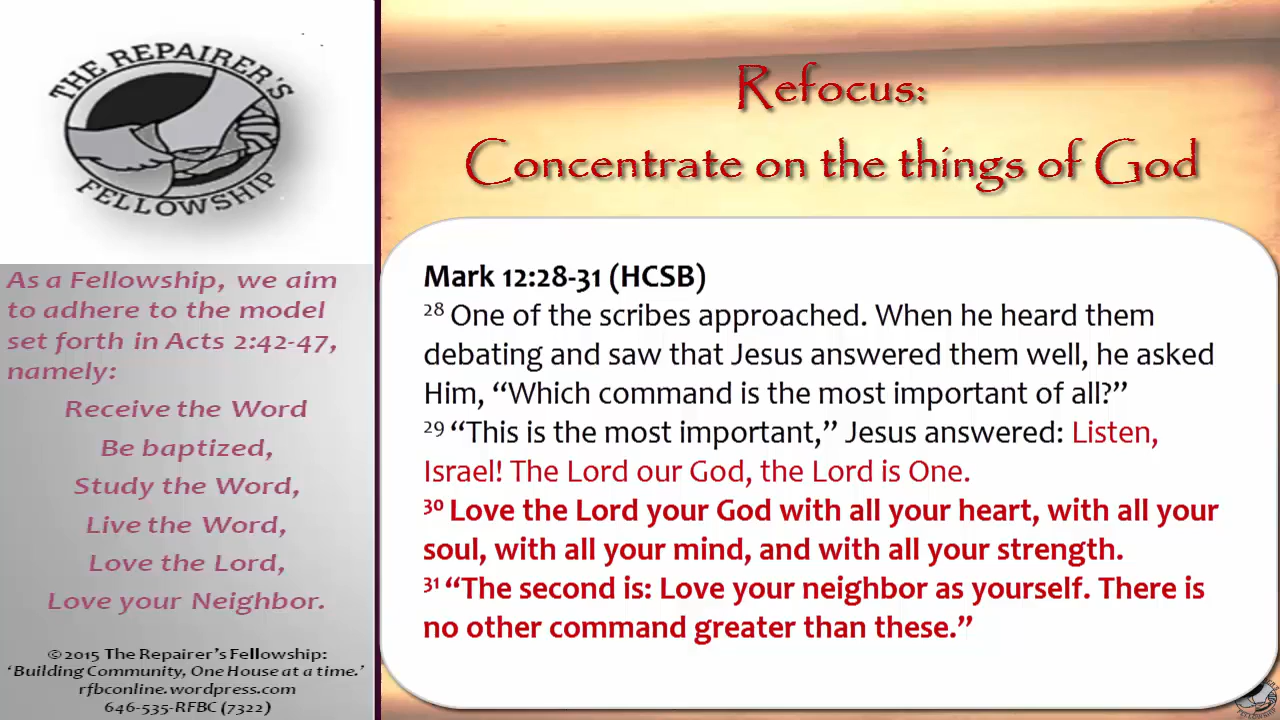 THE REPAIRER'S
FELLOWSHIP
As a Fellowship, we aim
to adhere to the model
set forth in Acts 2:42-47,
namely:
Receive the Word
Be baptized,
Study the Word,
Live the Word,
Love the Lord,
Love your Neighbor.
©2015 The Repairer's Fellowship:
'Building Community, One House at a time.'
rfbconline.wordpress.com
646-535-RFBC (7322)
Refocus:
Concentrate on the things of God
Mark 12:28-31 (HCSB)
28 One of the scribes approached. When he heard them
debating and saw that Jesus answered them well, he asked
Him, “Which command is the most important of all?”
29 “This is the most important,” Jesus answered: Listen,
Israel! The Lord our God, the Lord is One.
30 Love the Lord your God with all your heart, with all your
soul, with all your mind, and with all your strength.
31 “The second is: Love your neighbor as yourself. There is
no other command greater than these.”